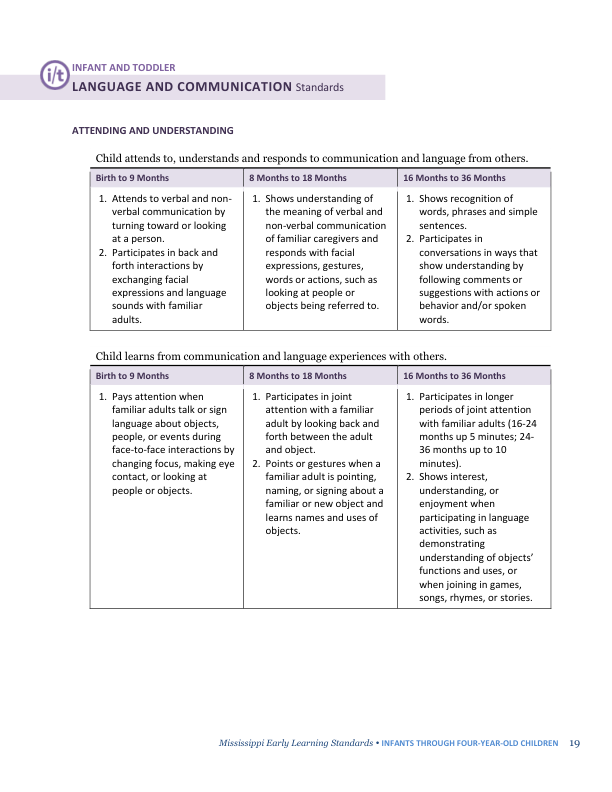 i/t
INFANT AND TODDLER
LANGUAGE AND COMMUNICATION Standards
ATTENDING AND UNDERSTANDING
Child attends to, understands and responds to communication and language from others.
Birth to 9 Months
1. Attends to verbal and non-
verbal communication by
turning toward or looking
at a person.
2. Participates in back and
forth interactions by
exchanging facial
expressions and language
sounds with familiar
adults.
8 Months to 18 Months
1. Shows understanding of
the meaning of verbal and
non-verbal communication
of familiar caregivers and
responds with facial
expressions, gestures,
words or actions, such as
looking at people or
objects being referred to.
16 Months to 36 Months
1. Shows recognition of
words, phrases and simple
sentences.
2. Participates in
conversations in ways that
show understanding by
following comments or
suggestions with actions or
behavior and/or spoken
words.
Child learns from communication and language experiences with others.
Birth to 9 Months
1. Pays attention when
familiar adults talk or sign
language about objects,
people, or events during
face-to-face interactions by
changing focus, making eye
contact, or looking at
people or objects.
8 Months to 18 Months
1. Participates in joint
attention with a familiar
adult by looking back and
forth between the adult
and object.
2. Points or gestures when a
familiar adult is pointing,
naming, or signing about a
familiar or new object and
learns names and uses of
objects.
16 Months to 36 Months
1. Participates in longer
periods of joint attention
with familiar adults (16-24
months up 5 minutes; 24-
36 months up to 10
minutes).
2. Shows interest,
understanding, or
enjoyment when
participating in language
activities, such as
demonstrating
understanding of objects’
functions and uses, or
when joining in games,
songs, rhymes, or stories.
Mississippi Early Learning Standards • INFANTS THROUGH FOUR-YEAR-OLD CHILDREN 19